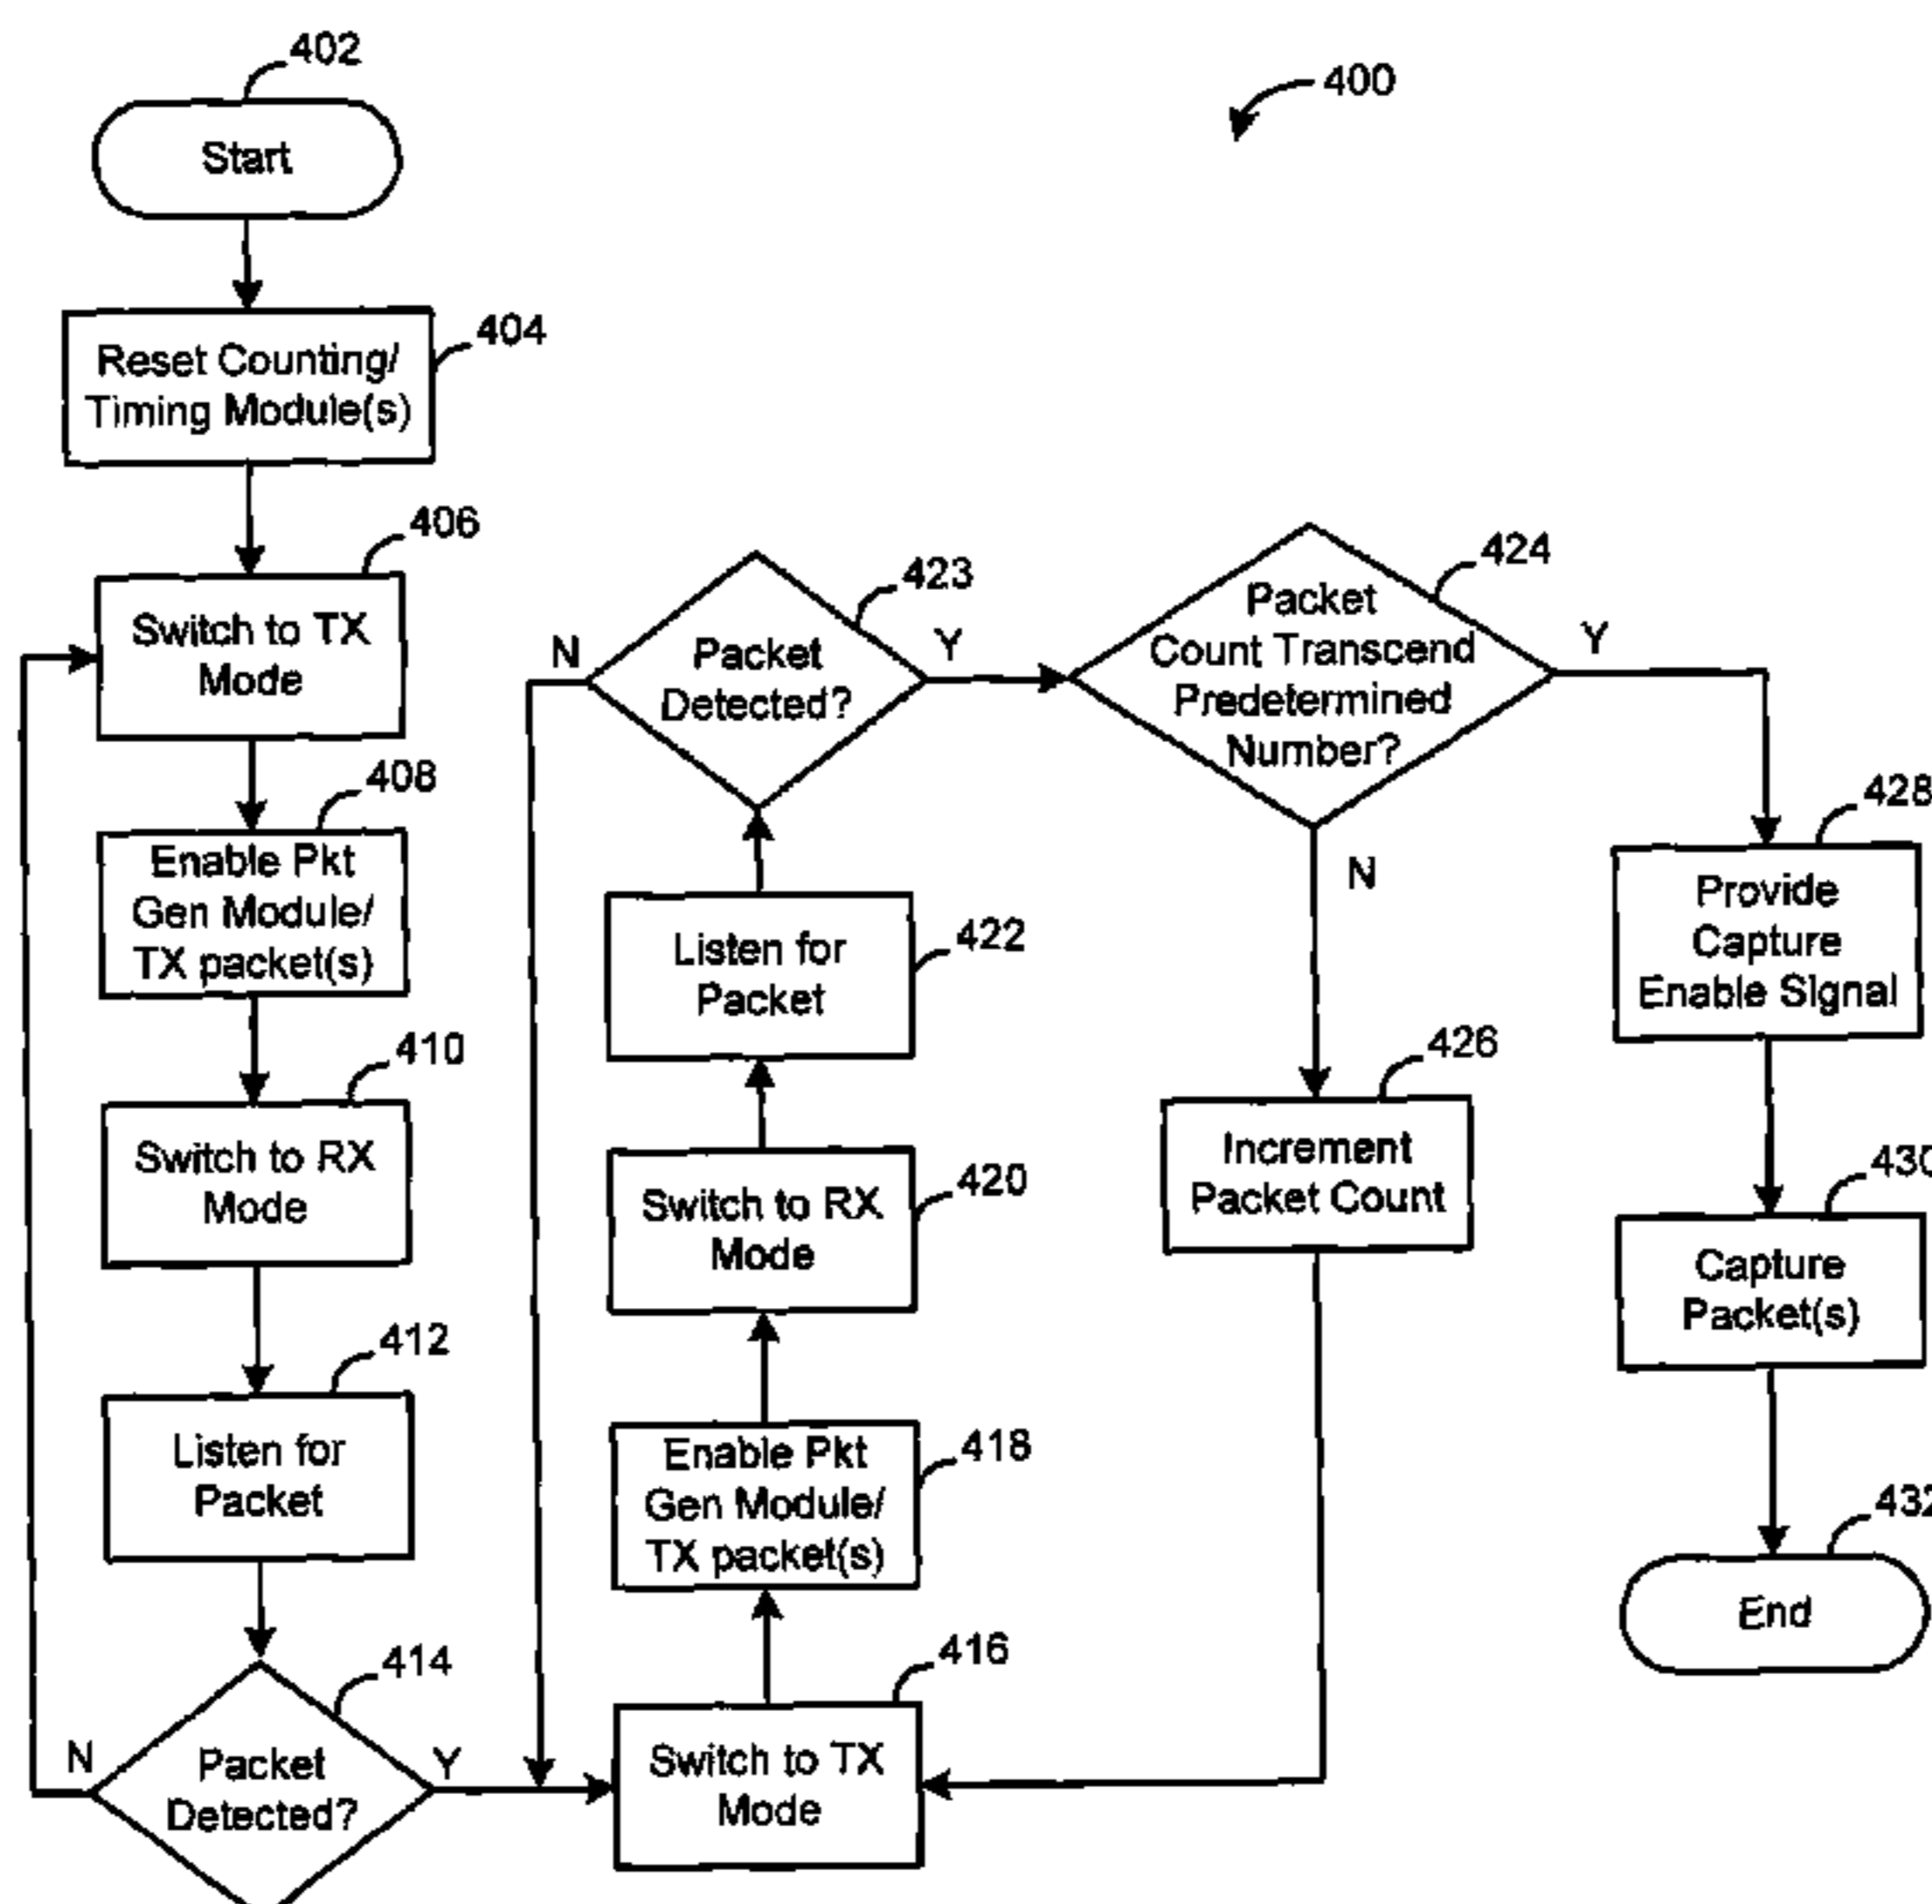 402
400
Start
404
Reset Counting/
Timing Module(s)
406
Switch to TX
Mode
408
Enable Pkt
Gen Module/
TX packet(s)
410
Switch to RX
Mode
412
Listen for
Packet
414
N
Packet
Detected?
Y
416
Switch to TX
Mode
418
Enable Pkt
Gen Module/
TX packet(s)
420
Switch to RX
Mode
422
Listen for
Packet
423
N
Packet
Detected?
Y
424
Packet
Count Transcend
Predetermined
Number?
Y
N
426
Increment
Packet Count
428
Provide
Capture
Enable Signal
430
Capture
Packet(s)
432
End